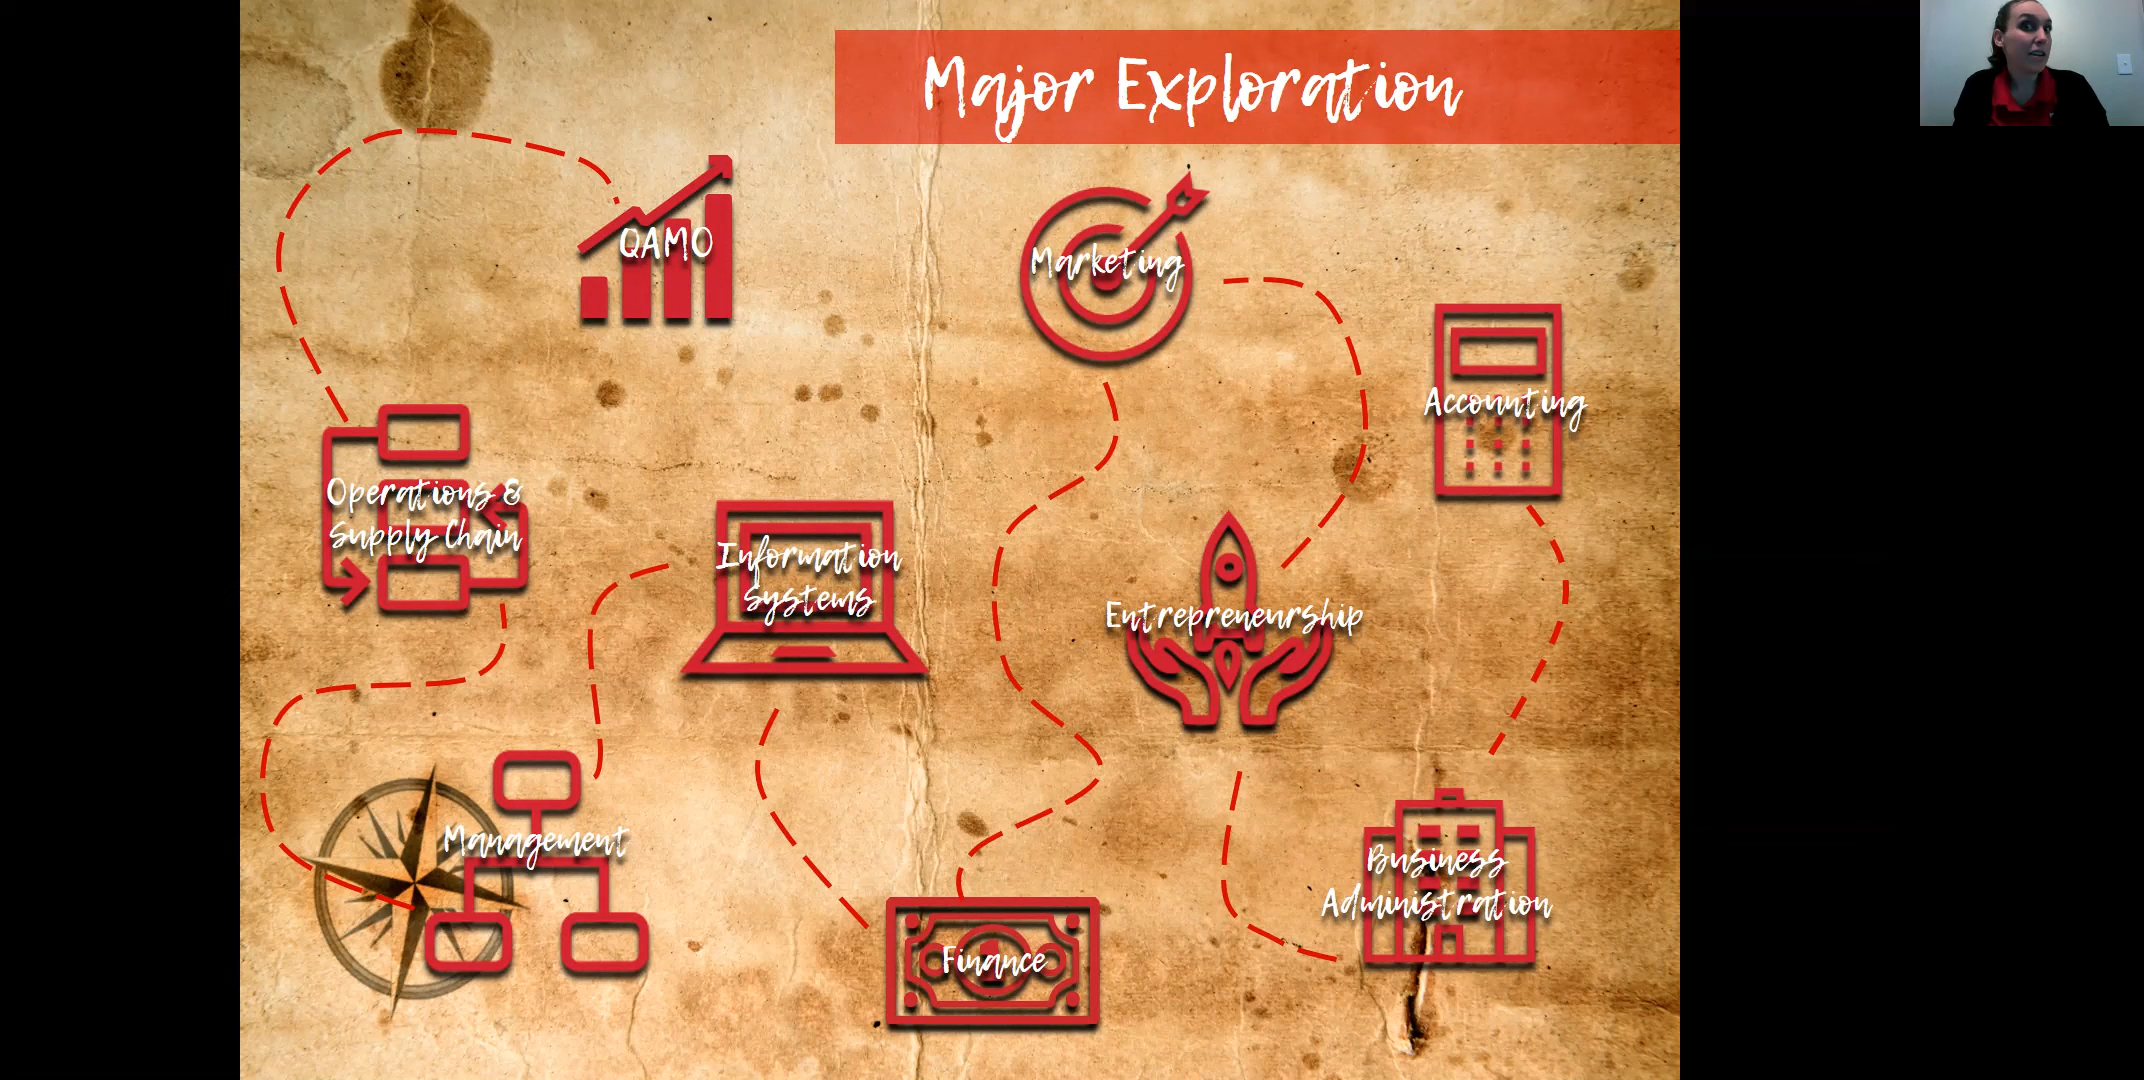 Major Exploration
QAMO
Marketing
Accounting
Operations &
Supply Chain
Information
Systems
Entrepreneurship
Management
Business
Administration
Finance